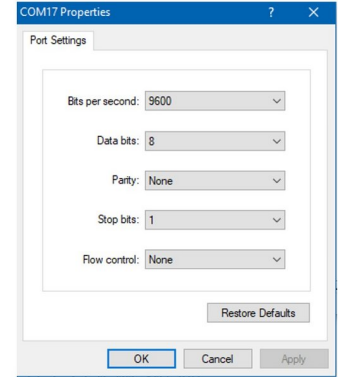 COM17 Properties ? ×
Port Settings
Bits per second: 9600
Data bits: 8
Parity: None
Stop bits: 1
Flow control: None
Restore Defaults
OK Cancel Apply